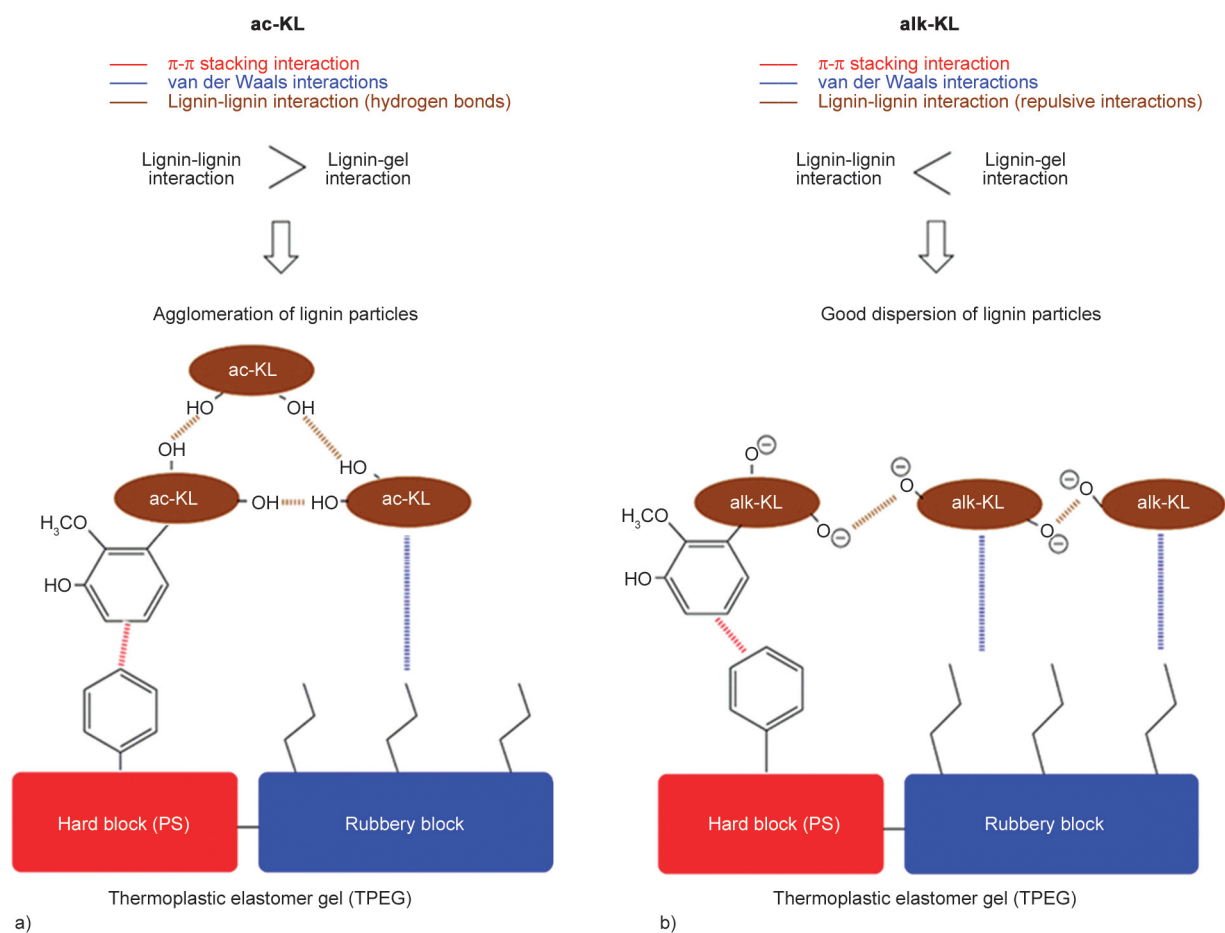 ac-KL
π-π stacking interaction
van der Waals interactions
Lignin-lignin interaction (hydrogen bonds)
Lignin-lignin
interaction
Lignin-gel
interaction
Agglomeration of lignin particles
ac-KL
HO
OH
OH
HO
ac-KL
OH
HO
ac-KL
H3CO
HO
Hard block (PS)
Rubbery block
Thermoplastic elastomer gel (TPEG)
a)
alk-KL
π-π stacking interaction
van der Waals interactions
Lignin-lignin interaction (repulsive interactions)
Lignin-lignin
interaction
Lignin-gel
interaction
Good dispersion of lignin particles
O⊖
alk-KL
O⊖
⊖
O
alk-KL
O
⊖
⊖
O
alk-KL
H3CO
HO
Hard block (PS)
Rubbery block
Thermoplastic elastomer gel (TPEG)
b)